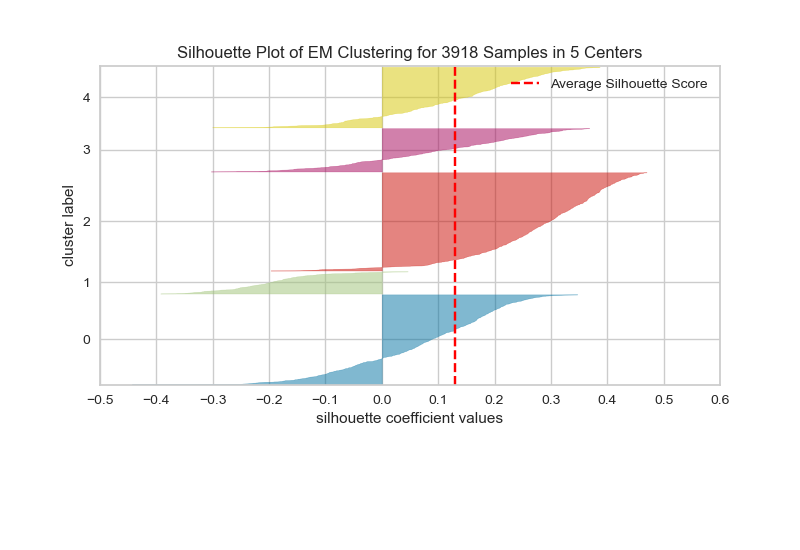 Silhouette Plot of EM Clustering for 3918 Samples in 5 Centers
Average Silhouette Score
4
3
2
1
0
cluster label
−0.5 −0.4 −0.3 −0.2 −0.1 0.0 0.1 0.2 0.3 0.4 0.5 0.6
silhouette coefficient values